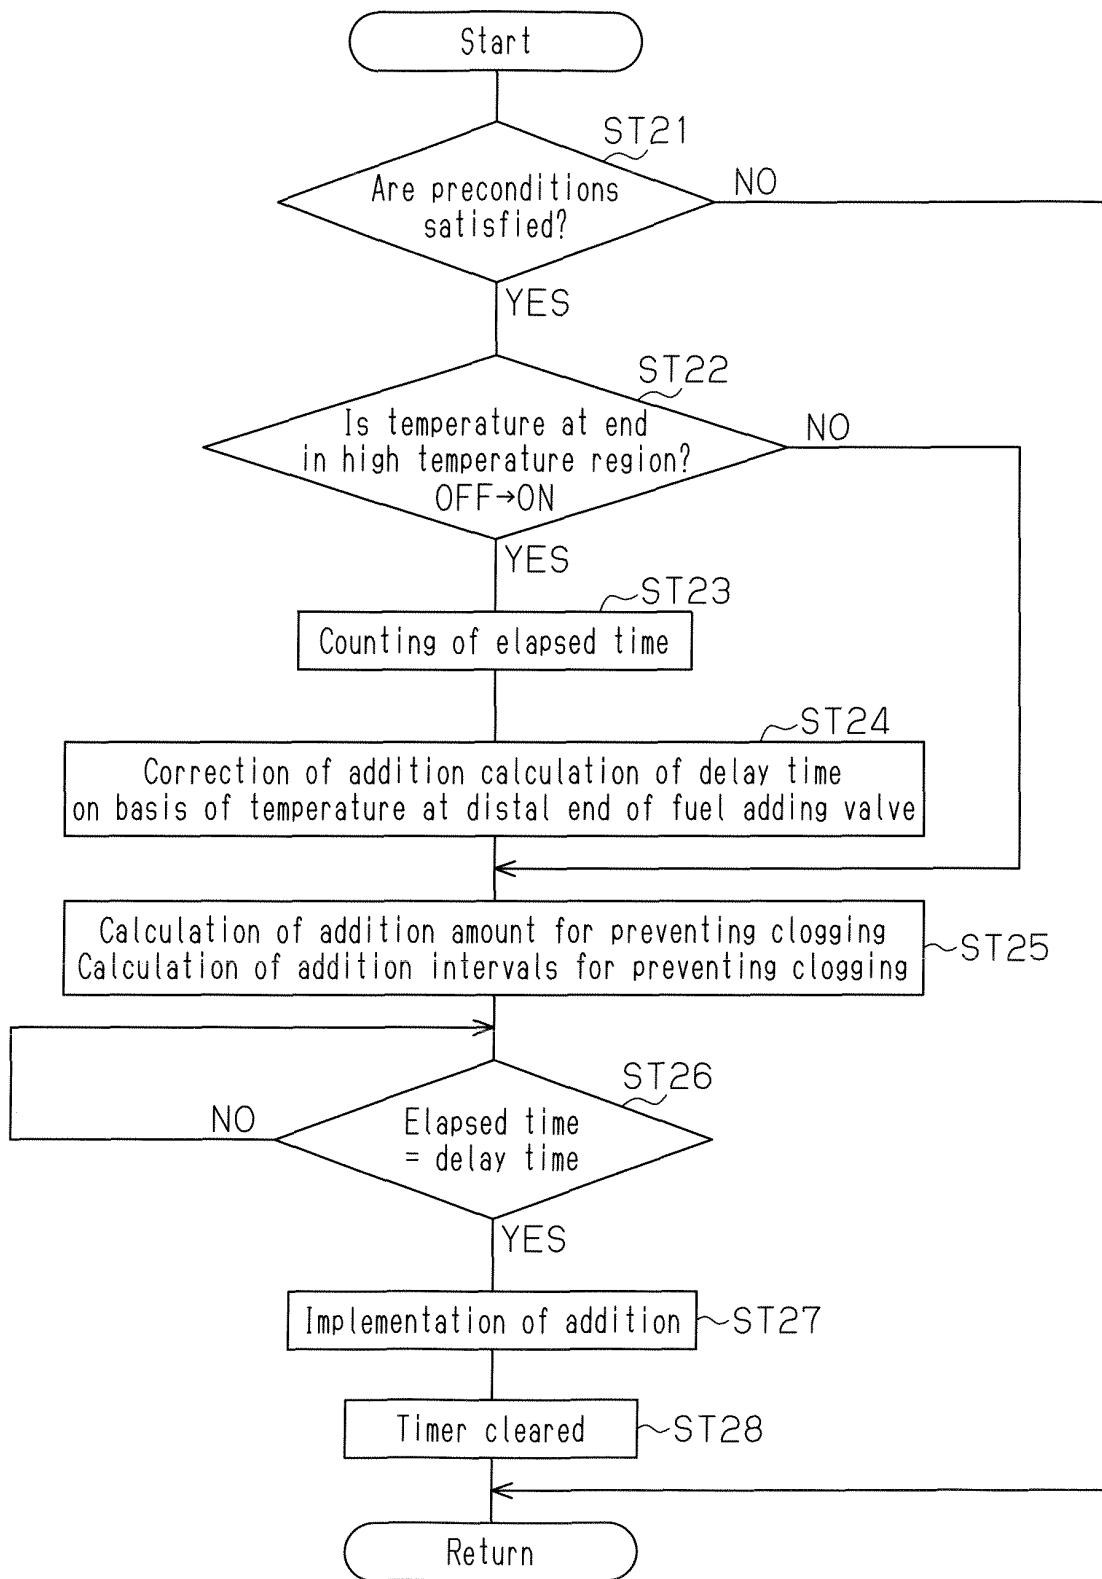 Start
ST21
Are preconditions
satisfied?
NO
YES
ST22
Is temperature at end
in high temperature region?
OFF→ON
NO
YES
ST23
Counting of elapsed time
ST24
Correction of addition calculation of delay time
on basis of temperature at distal end of fuel adding valve
Calculation of addition amount for preventing clogging
Calculation of addition intervals for preventing clogging
ST25
ST26
Elapsed time
= delay time
NO
YES
Implementation of addition
ST27
Timer cleared
ST28
Return